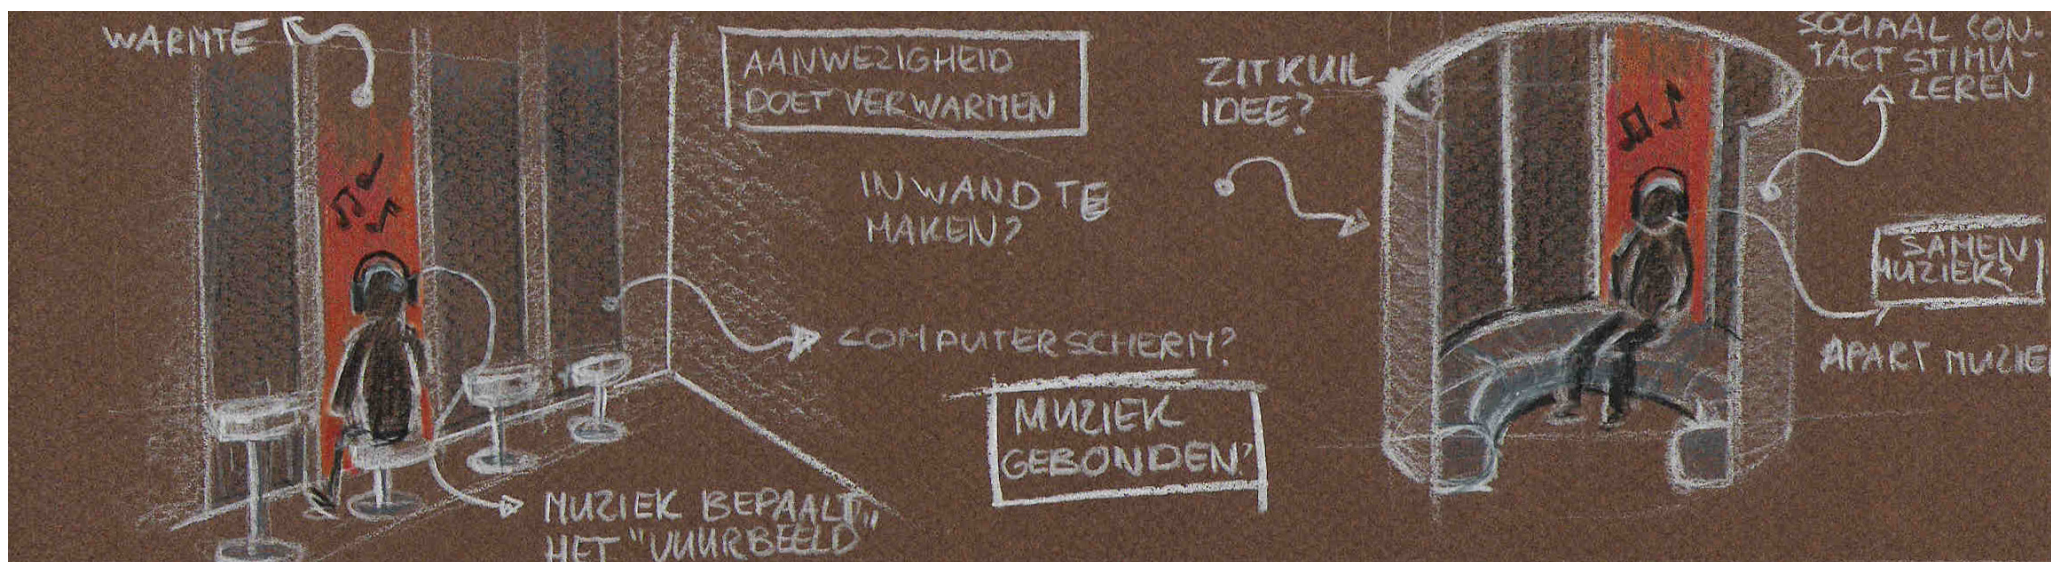 WARMTE
AANWEZIGHEID
DOET VERWARMEN
IN WAND TE
MAKEN?
COMPUTERSCHERM?
MUZIEK
GEBONDEN?
MUZIEK BEPAALT
HET "VUURBEELD"
ZITKUIL
IDEE?
SOCIAAL CON-
TACT STIMU-
LEREN
SAMEN
MUZIEK?
APART MUZIE